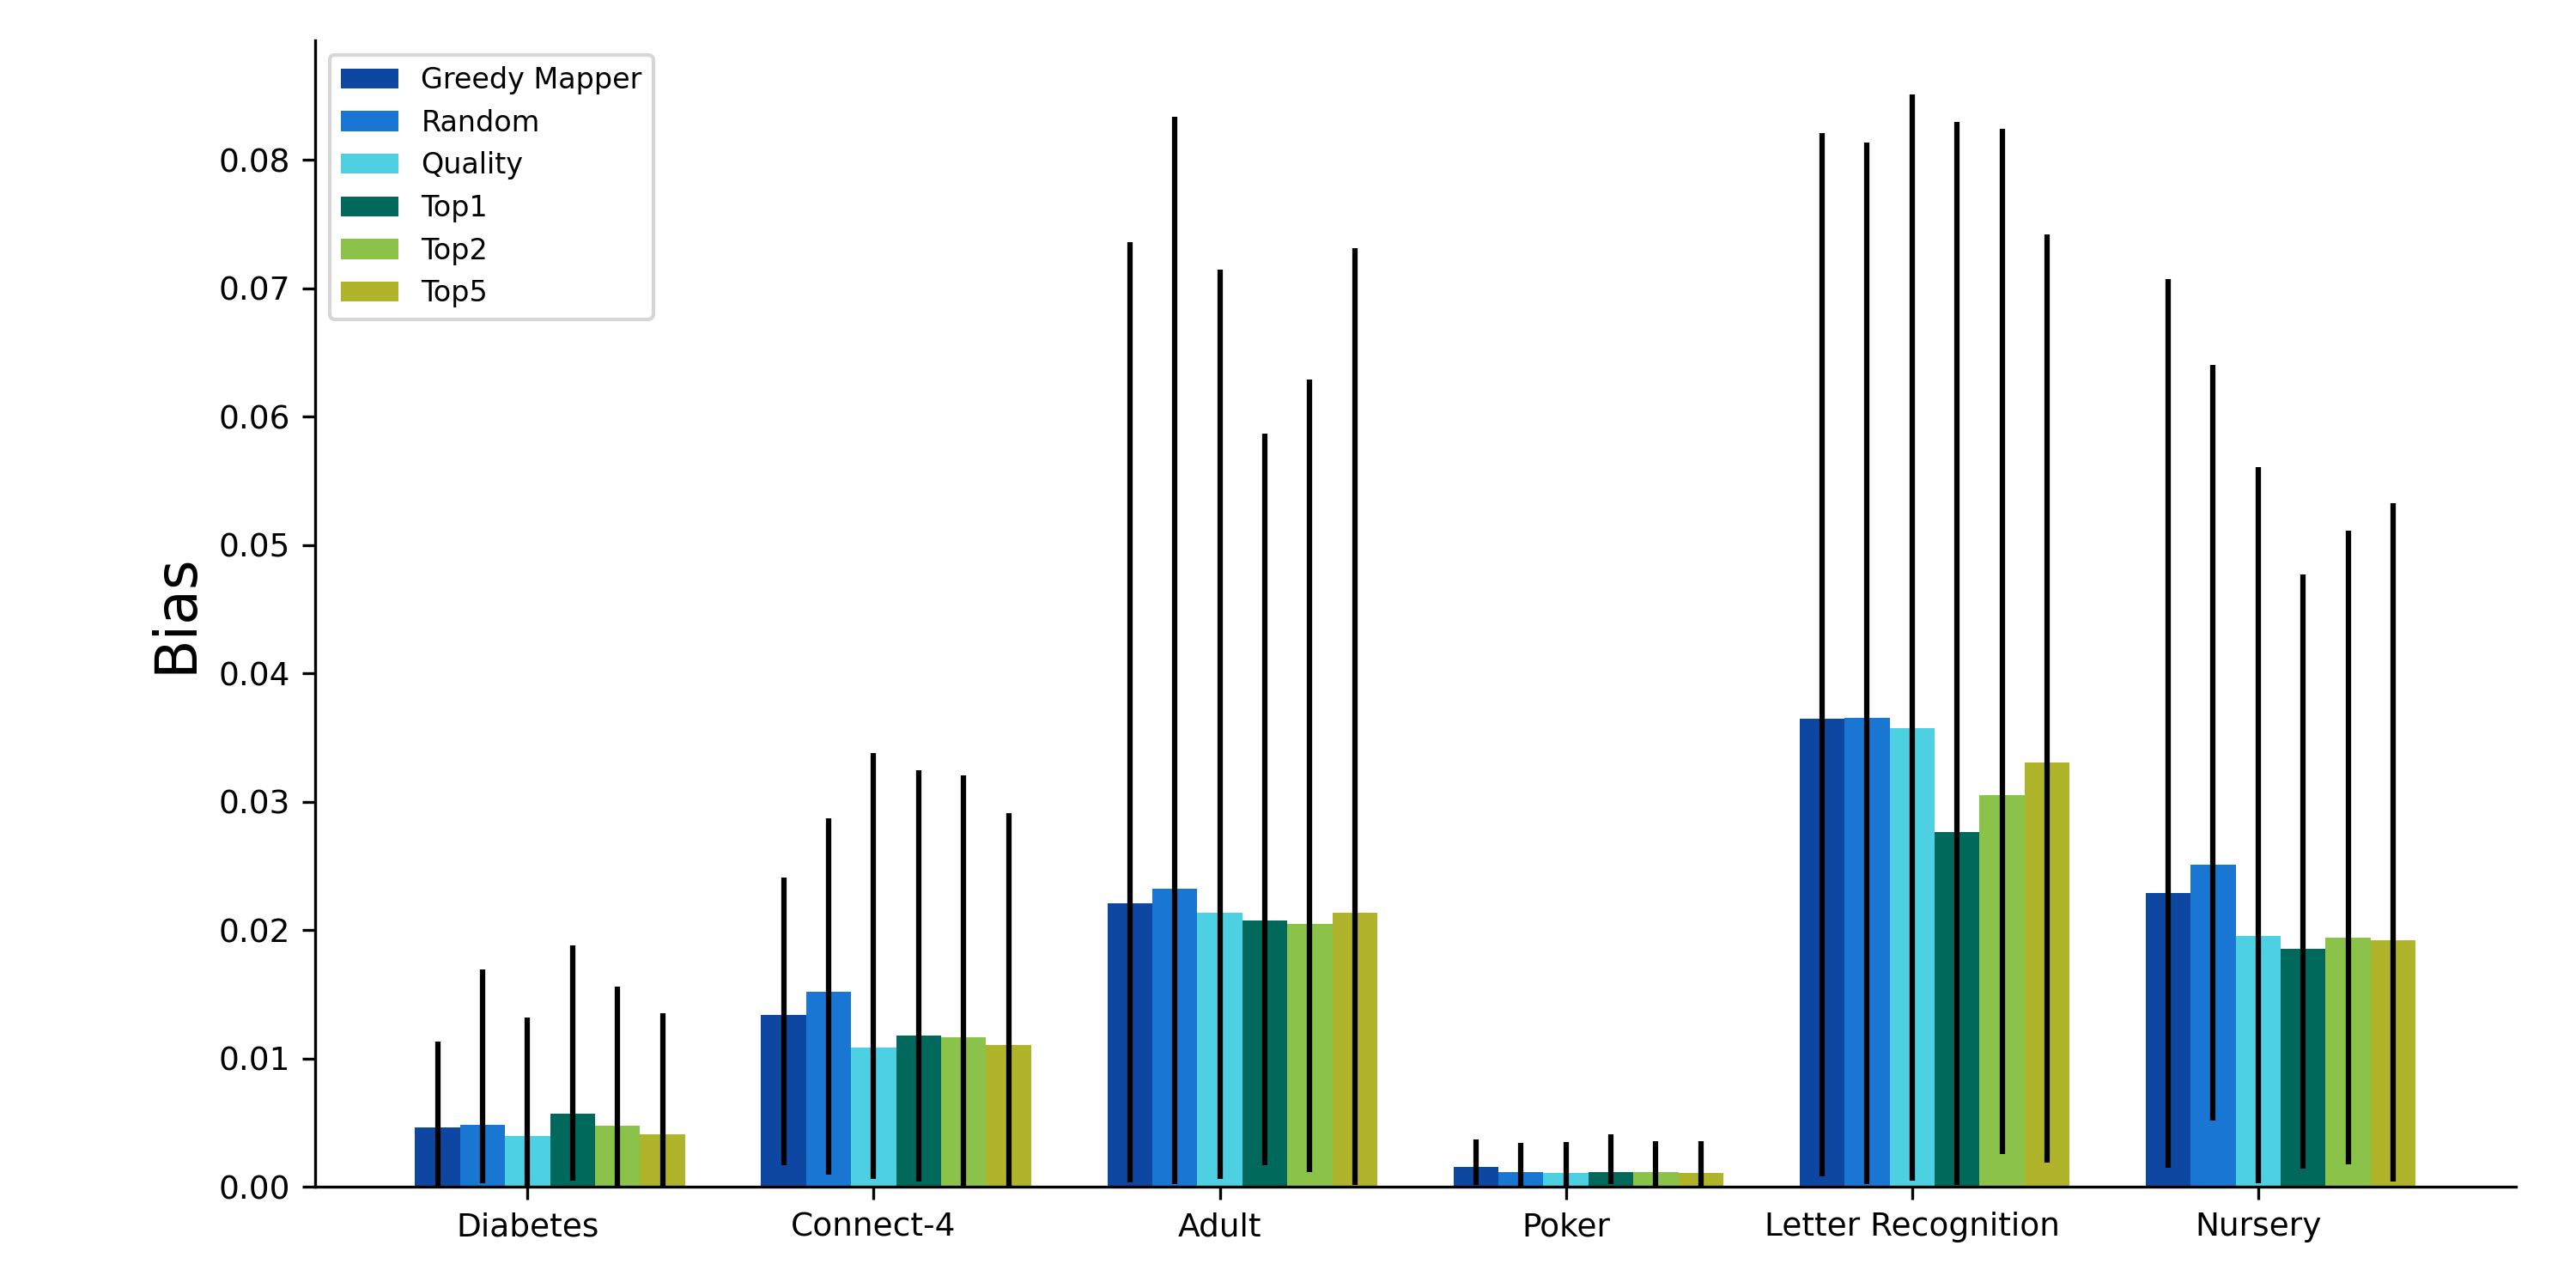 Greedy Mapper
Random
Quality
Top1
Top2
Top5
Bias
0.08
0.07
0.06
0.05
0.04
0.03
0.02
0.01
0.00
Diabetes Connect-4 Adult Poker Letter Recognition Nursery